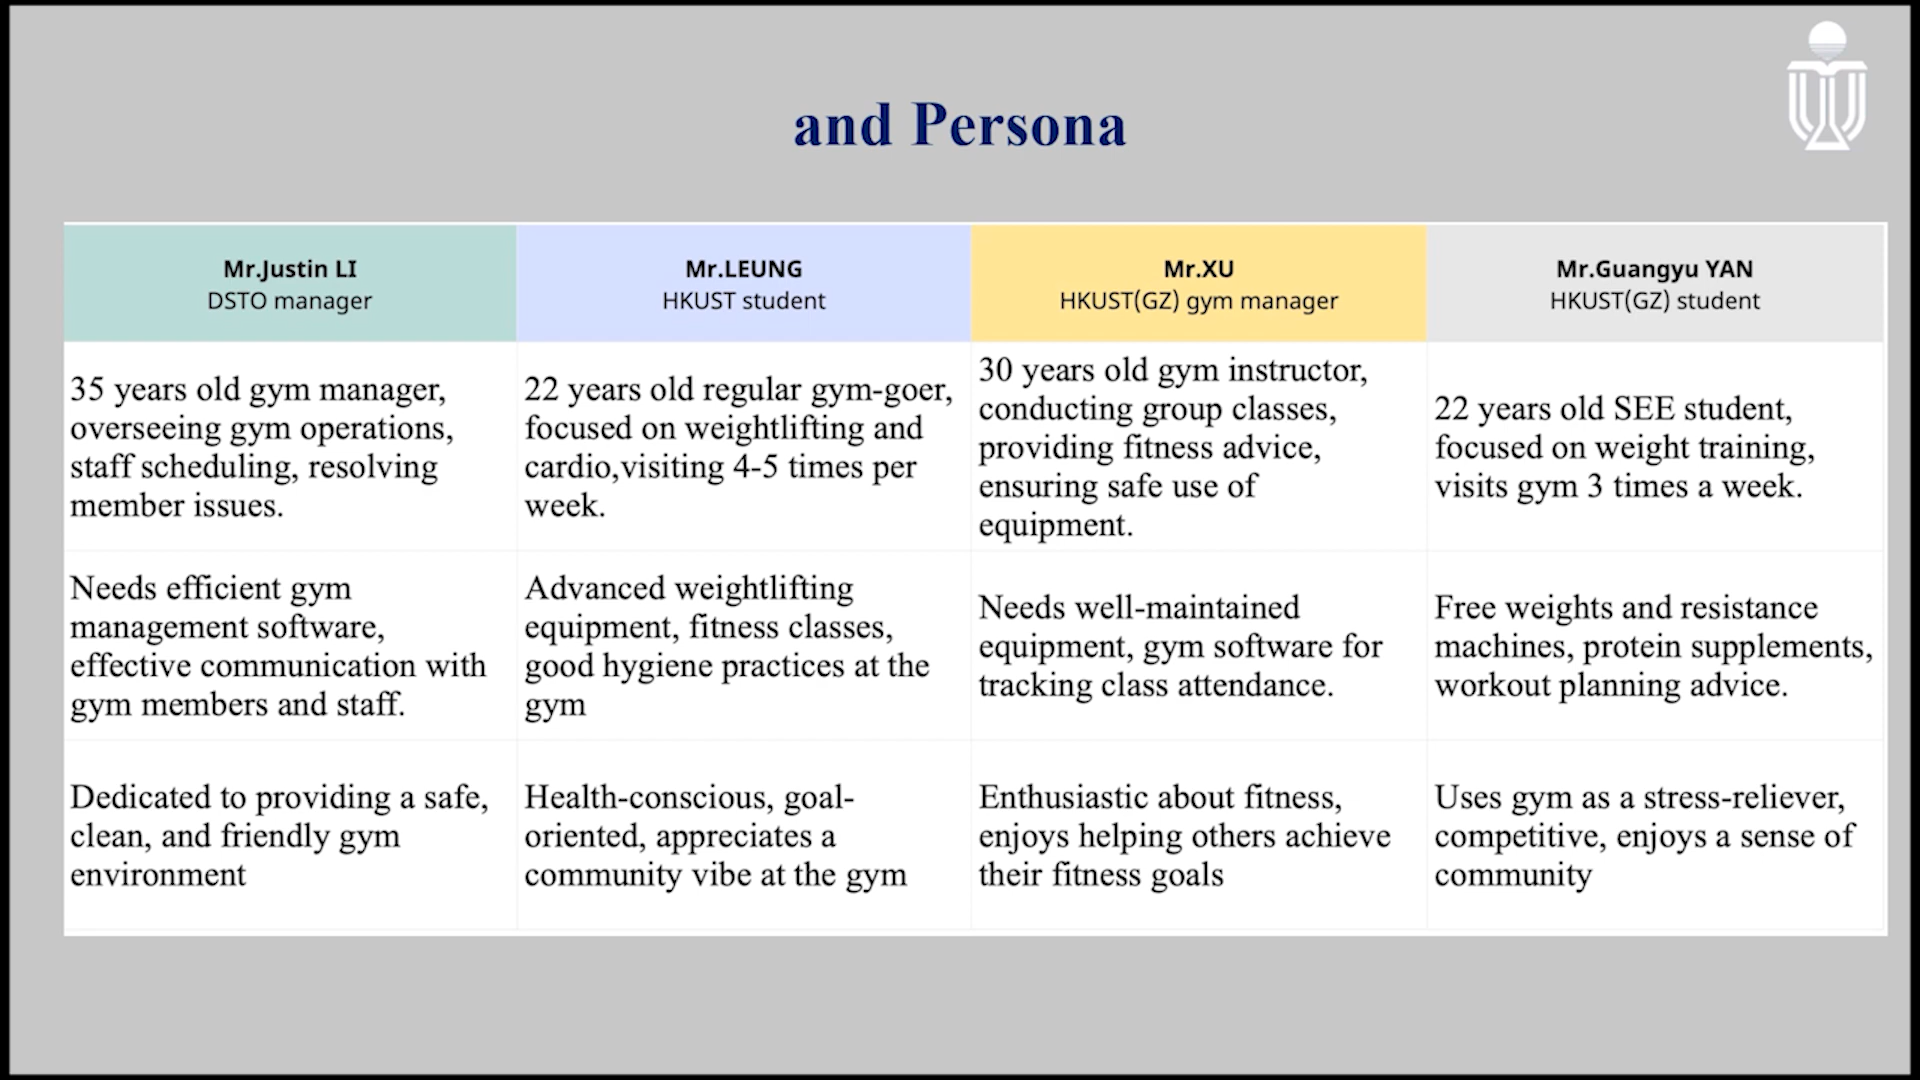 and Persona
Mr.Justin LI
DSTO manager
Mr.LEUNG
HKUST student
Mr.XU
HKUST(GZ) gym manager
Mr.Guangyu YAN
HKUST(GZ) student
35 years old gym manager,
overseeing gym operations,
staff scheduling, resolving
member issues.
22 years old regular gym-goer,
focused on weightlifting and
cardio,visiting 4-5 times per
week.
30 years old gym instructor,
conducting group classes,
providing fitness advice,
ensuring safe use of
equipment.
22 years old SEE student,
focused on weight training,
visits gym 3 times a week.
Needs efficient gym
management software,
effective communication with
gym members and staff.
Advanced weightlifting
equipment, fitness classes,
good hygiene practices at the
gym
Needs well-maintained
equipment, gym software for
tracking class attendance.
Free weights and resistance
machines, protein supplements,
workout planning advice.
Dedicated to providing a safe,
clean, and friendly gym
environment
Health-conscious, goal-
oriented, appreciates a
community vibe at the gym
Enthusiastic about fitness,
enjoys helping others achieve
their fitness goals
Uses gym as a stress-reliever,
competitive, enjoys a sense of
community